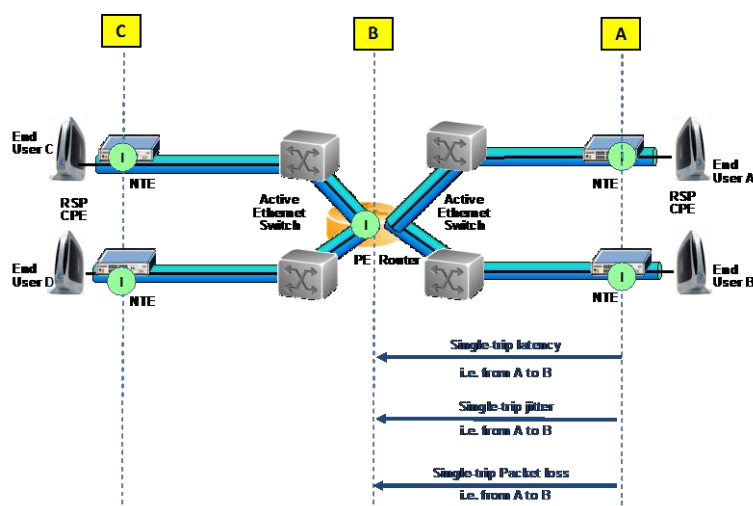 C
B
A
End
User C
I
NTE
RSP
CPE
Active
Ethernet
Switch
I
PE Router
Active
Ethernet
Switch
I
NTE
End
User A
RSP
CPE
End
User D
I
NTE
I
NTE
End
User B
Single-trip latency
i.e. from A to B
Single-trip jitter
i.e. from A to B
Single-trip Packet loss
i.e. from A to B